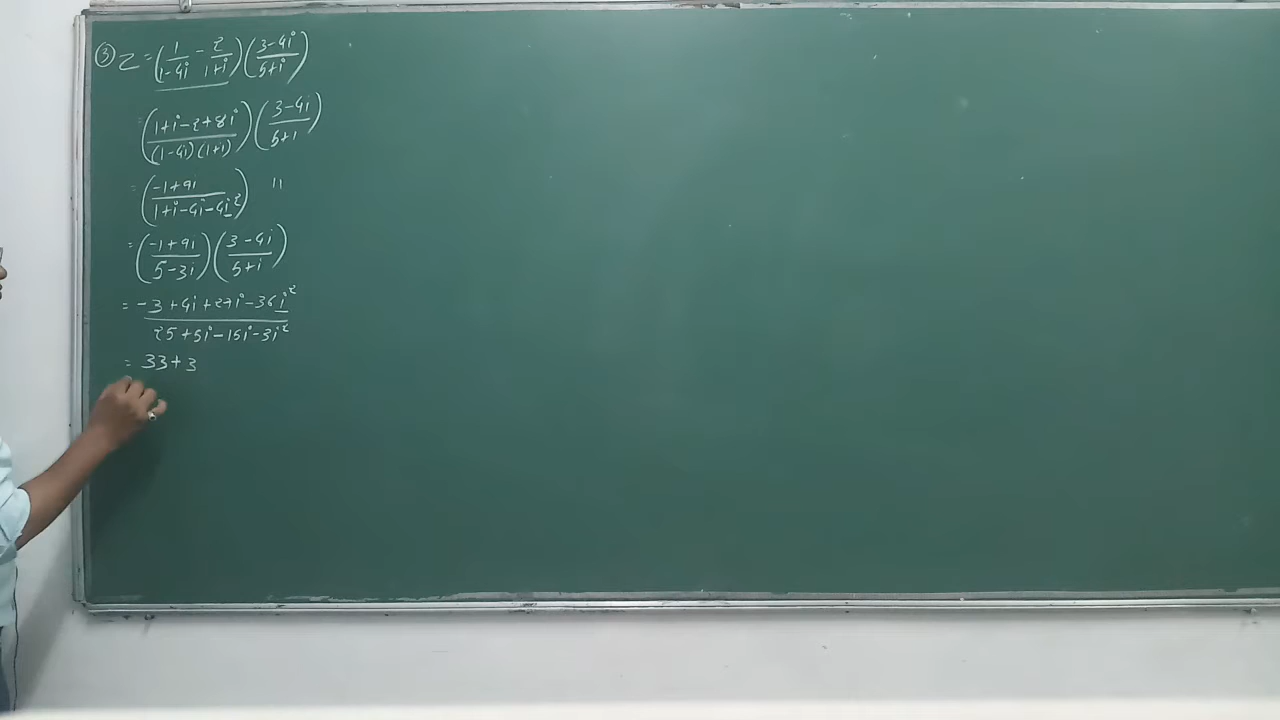 ③ z = (1/(1-4i) - 2/(1+i)) ((3-4i)/(5+i))
= ((1+i-2+8i)/((1-4i)(1+i))) ((3-4i)/(5+i))
= ((-1+9i)/(1+i-4i-4i²)) "
= ((-1+9i)/(5-3i)) ((3-4i)/(5+i))
= (-3+4i+27i-36i²)/(25+5i-15i-3i²)
= 33+3